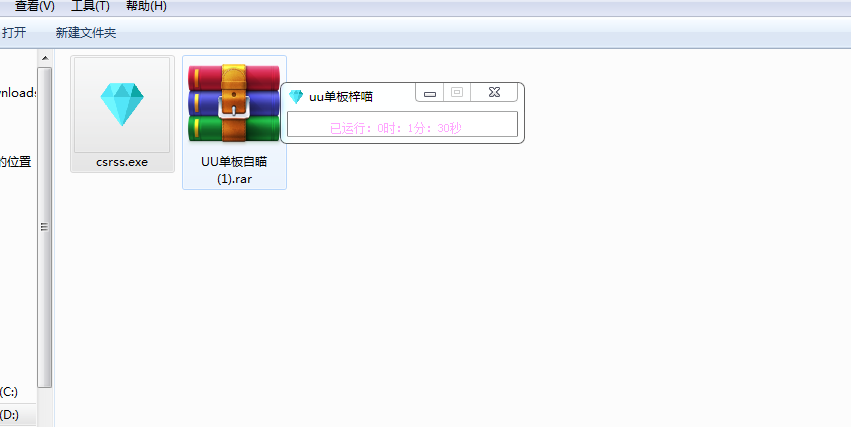 查看(V) 工具(T) 帮助(H)
打开 新建文件夹
wnloads
的位置
(C:)
(D:)
csrss.exe
UU单板自瞄
(1).rar
uu单板梓喵
已运行：0时：1分：30秒